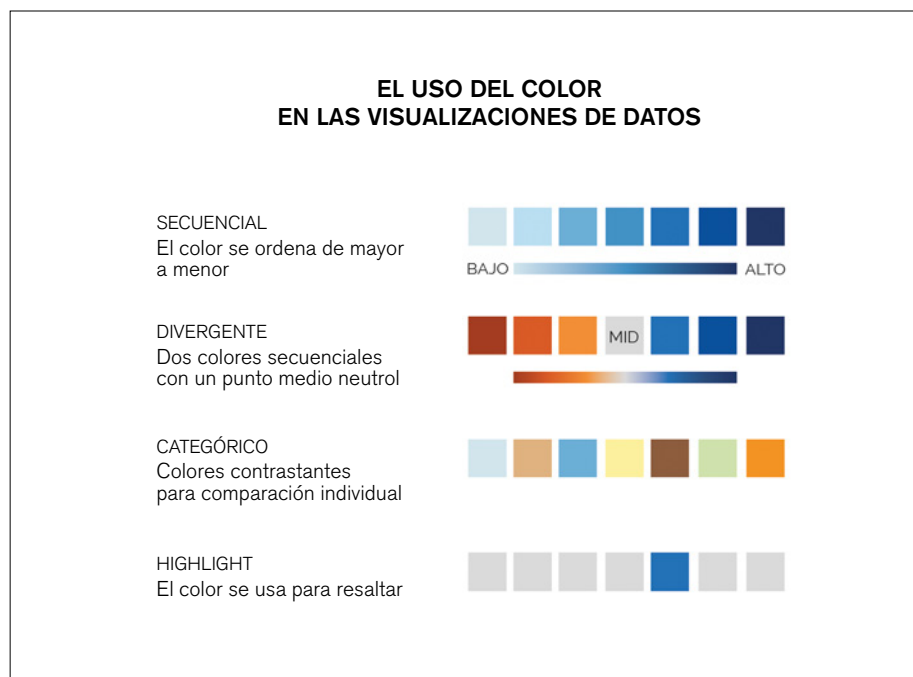 EL USO DEL COLOR
EN LAS VISUALIZACIONES DE DATOS
SECUENCIAL
El color se ordena de mayor
a menor
BAJO
ALTO
DIVERGENTE
Dos colores secuenciales
con un punto medio neutrol
MID
CATEGÓRICO
Colores contrastantes
para comparación individual
HIGHLIGHT
El color se usa para resaltar